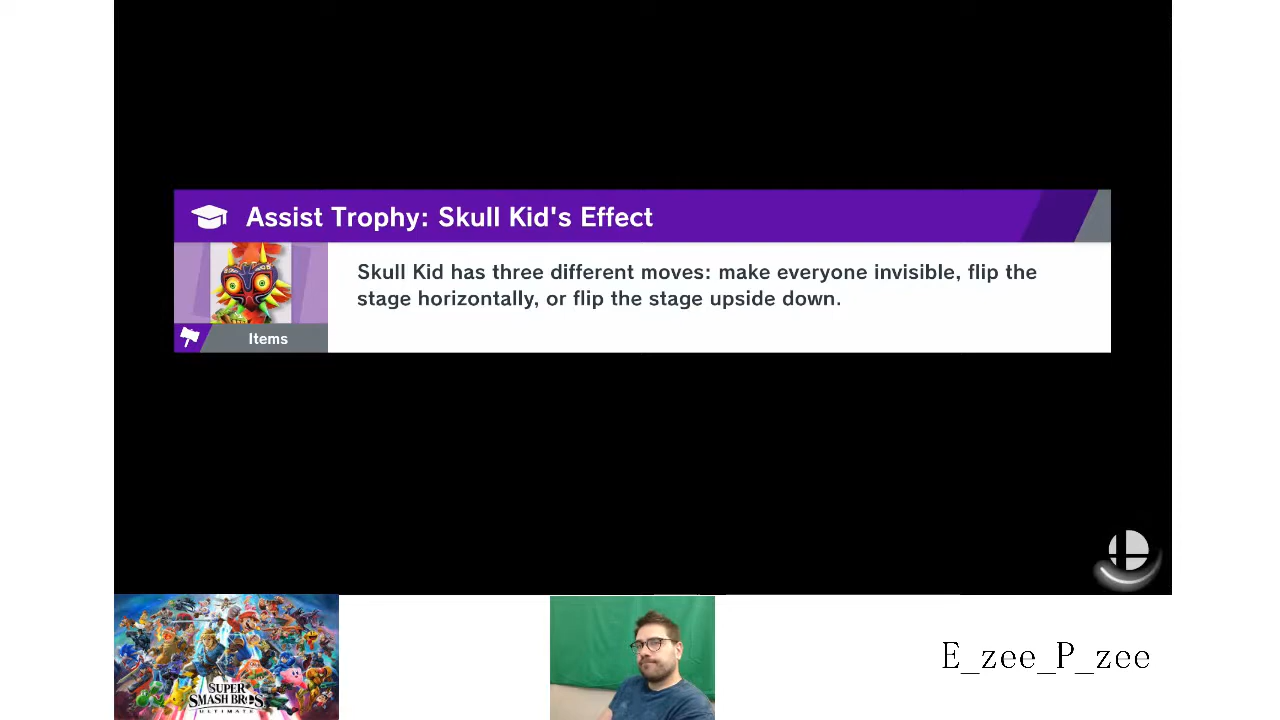 Assist Trophy: Skull Kid's Effect
Skull Kid has three different moves: make everyone invisible, flip the
stage horizontally, or flip the stage upside down.
Items
SUPER
SMASH BROS.
ULTIMATE
E_zee_P_zee